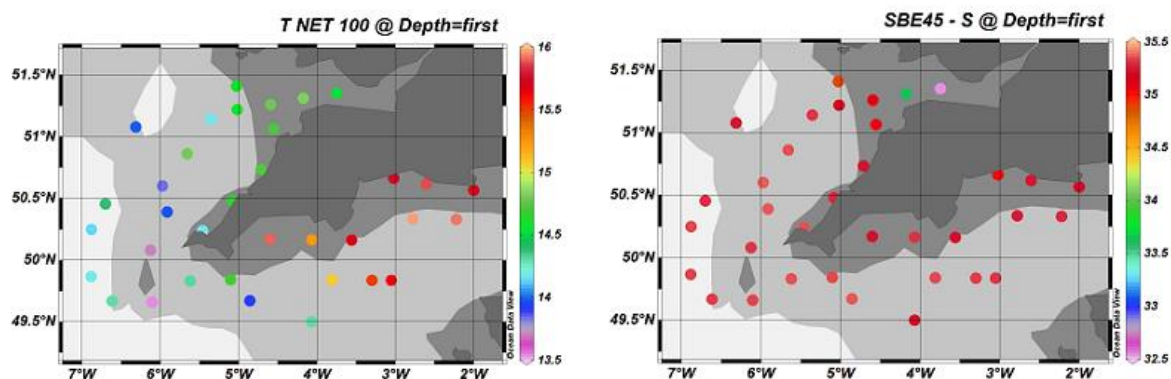 T NET 100 @ Depth=first
51.5°N
51°N
50.5°N
50°N
49.5°N
7°W 6°W 5°W 4°W 3°W 2°W
16
15.5
15
14.5
14
13.5
Ocean Data View
SBE45 - S @ Depth=first
51.5°N
51°N
50.5°N
50°N
49.5°N
7°W 6°W 5°W 4°W 3°W 2°W
35.5
35
34.5
34
33.5
33
32.5
Ocean Data View